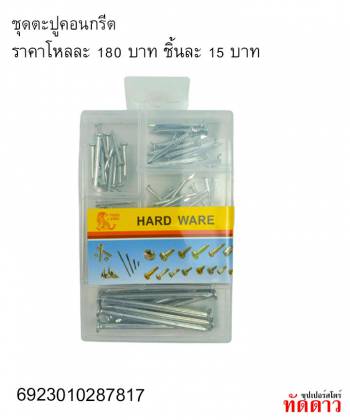 ชุดตะปูคอนกรีต
ราคาโหลละ 180 บาท ชิ้นละ 15 บาท
HARD WARE
6923010287817
ซุปเปอร์สโตร์
ทัดดาว